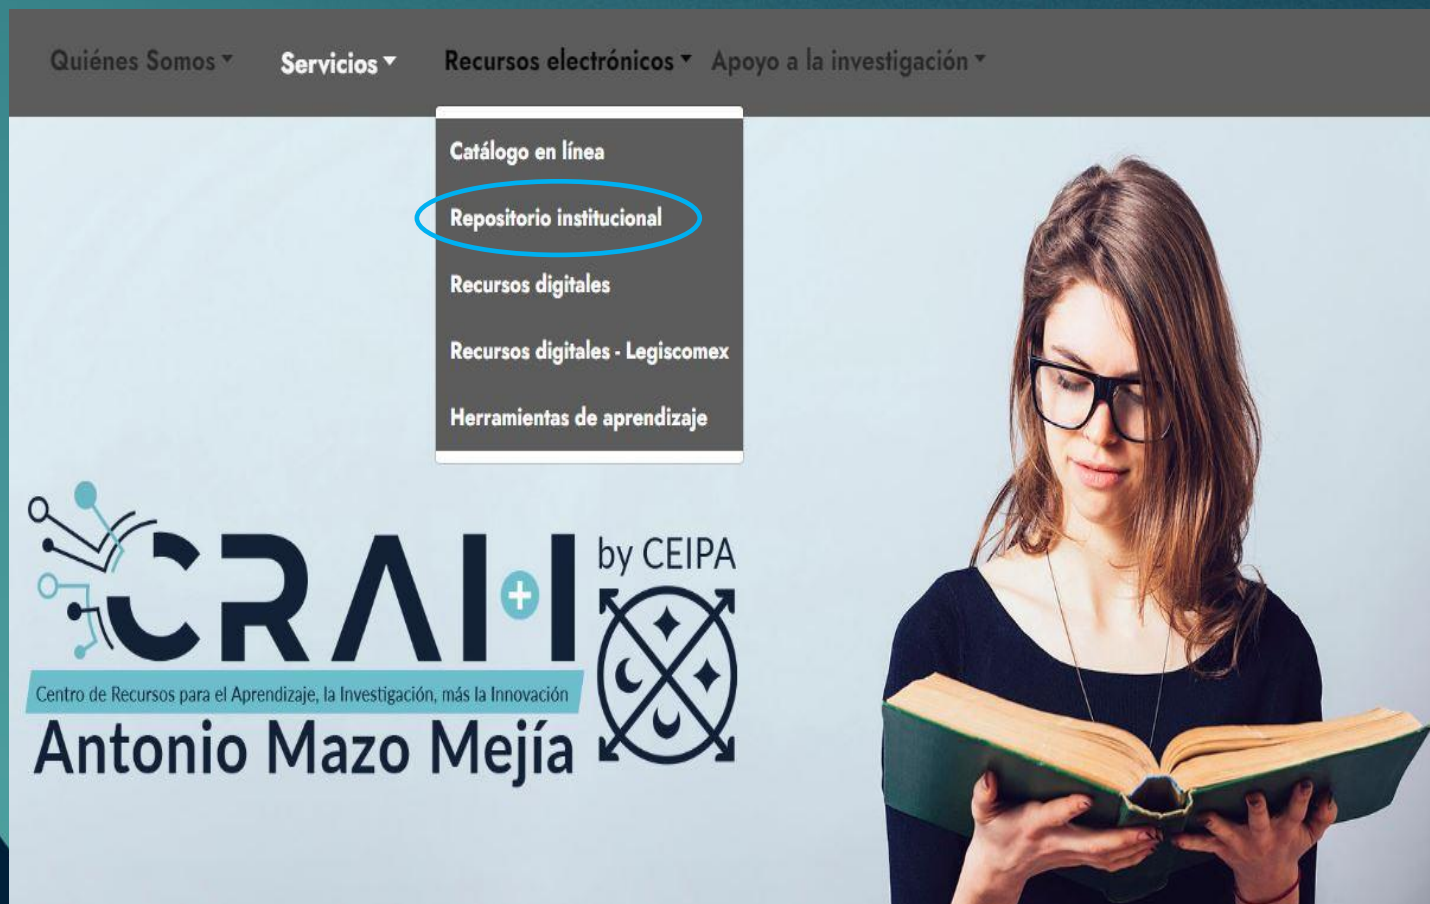 Quiénes Somos
Servicios
Recursos electrónicos
Apoyo a la investigación
Catálogo en línea
Repositorio institucional
Recursos digitales
Recursos digitales - Legiscomex
Herramientas de aprendizaje
CRAI+I
by CEIPA
Centro de Recursos para el Aprendizaje, la Investigación, más la Innovación
Antonio Mazo Mejía